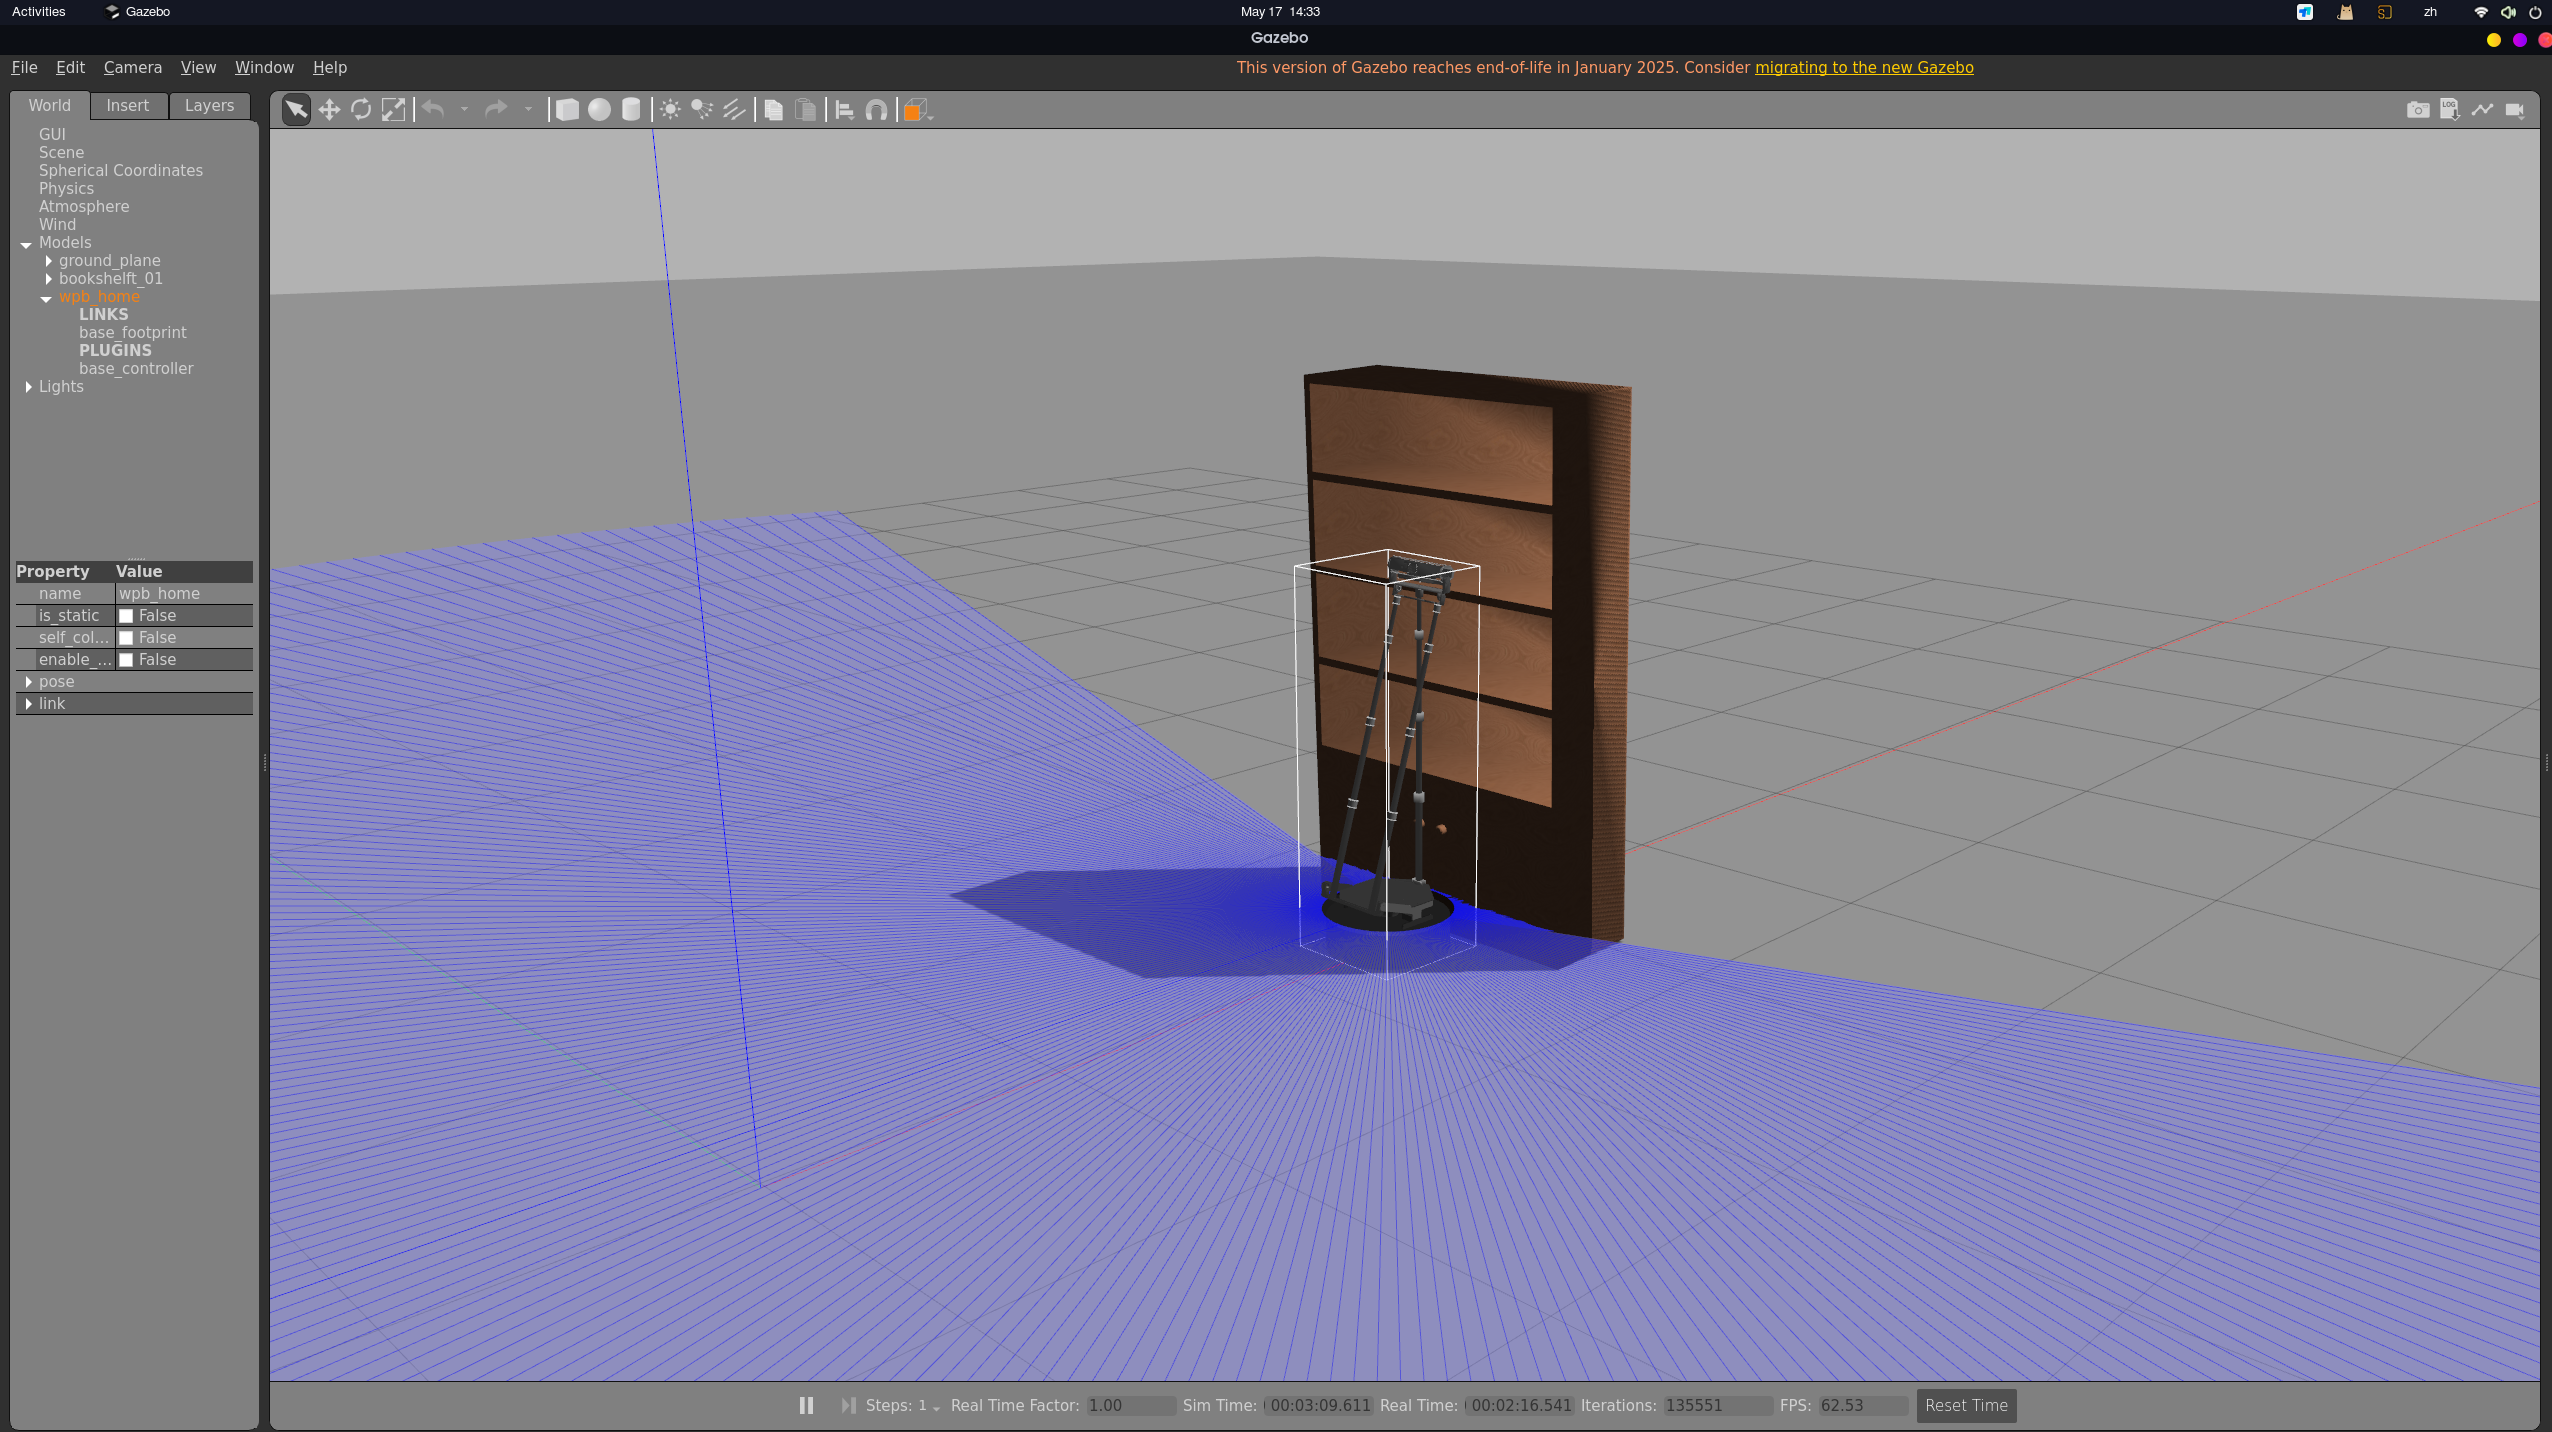 Activities Gazebo May 17 14:33 zh
Gazebo
File Edit Camera View Window Help This version of Gazebo reaches end-of-life in January 2025. Consider migrating to the new Gazebo
World Insert Layers
LOG
GUI
Scene
Spherical Coordinates
Physics
Atmosphere
Wind
Models
ground_plane
bookshelft_01
wpb_home
LINKS
base_footprint
PLUGINS
base_controller
Lights
Property Value
name wpb_home
is_static False
self_col... False
enable_... False
pose
link
Steps: 1 Real Time Factor: 1.00 Sim Time: 00:03:09.611 Real Time: 00:02:16.541 Iterations: 135551 FPS: 62.53 Reset Time